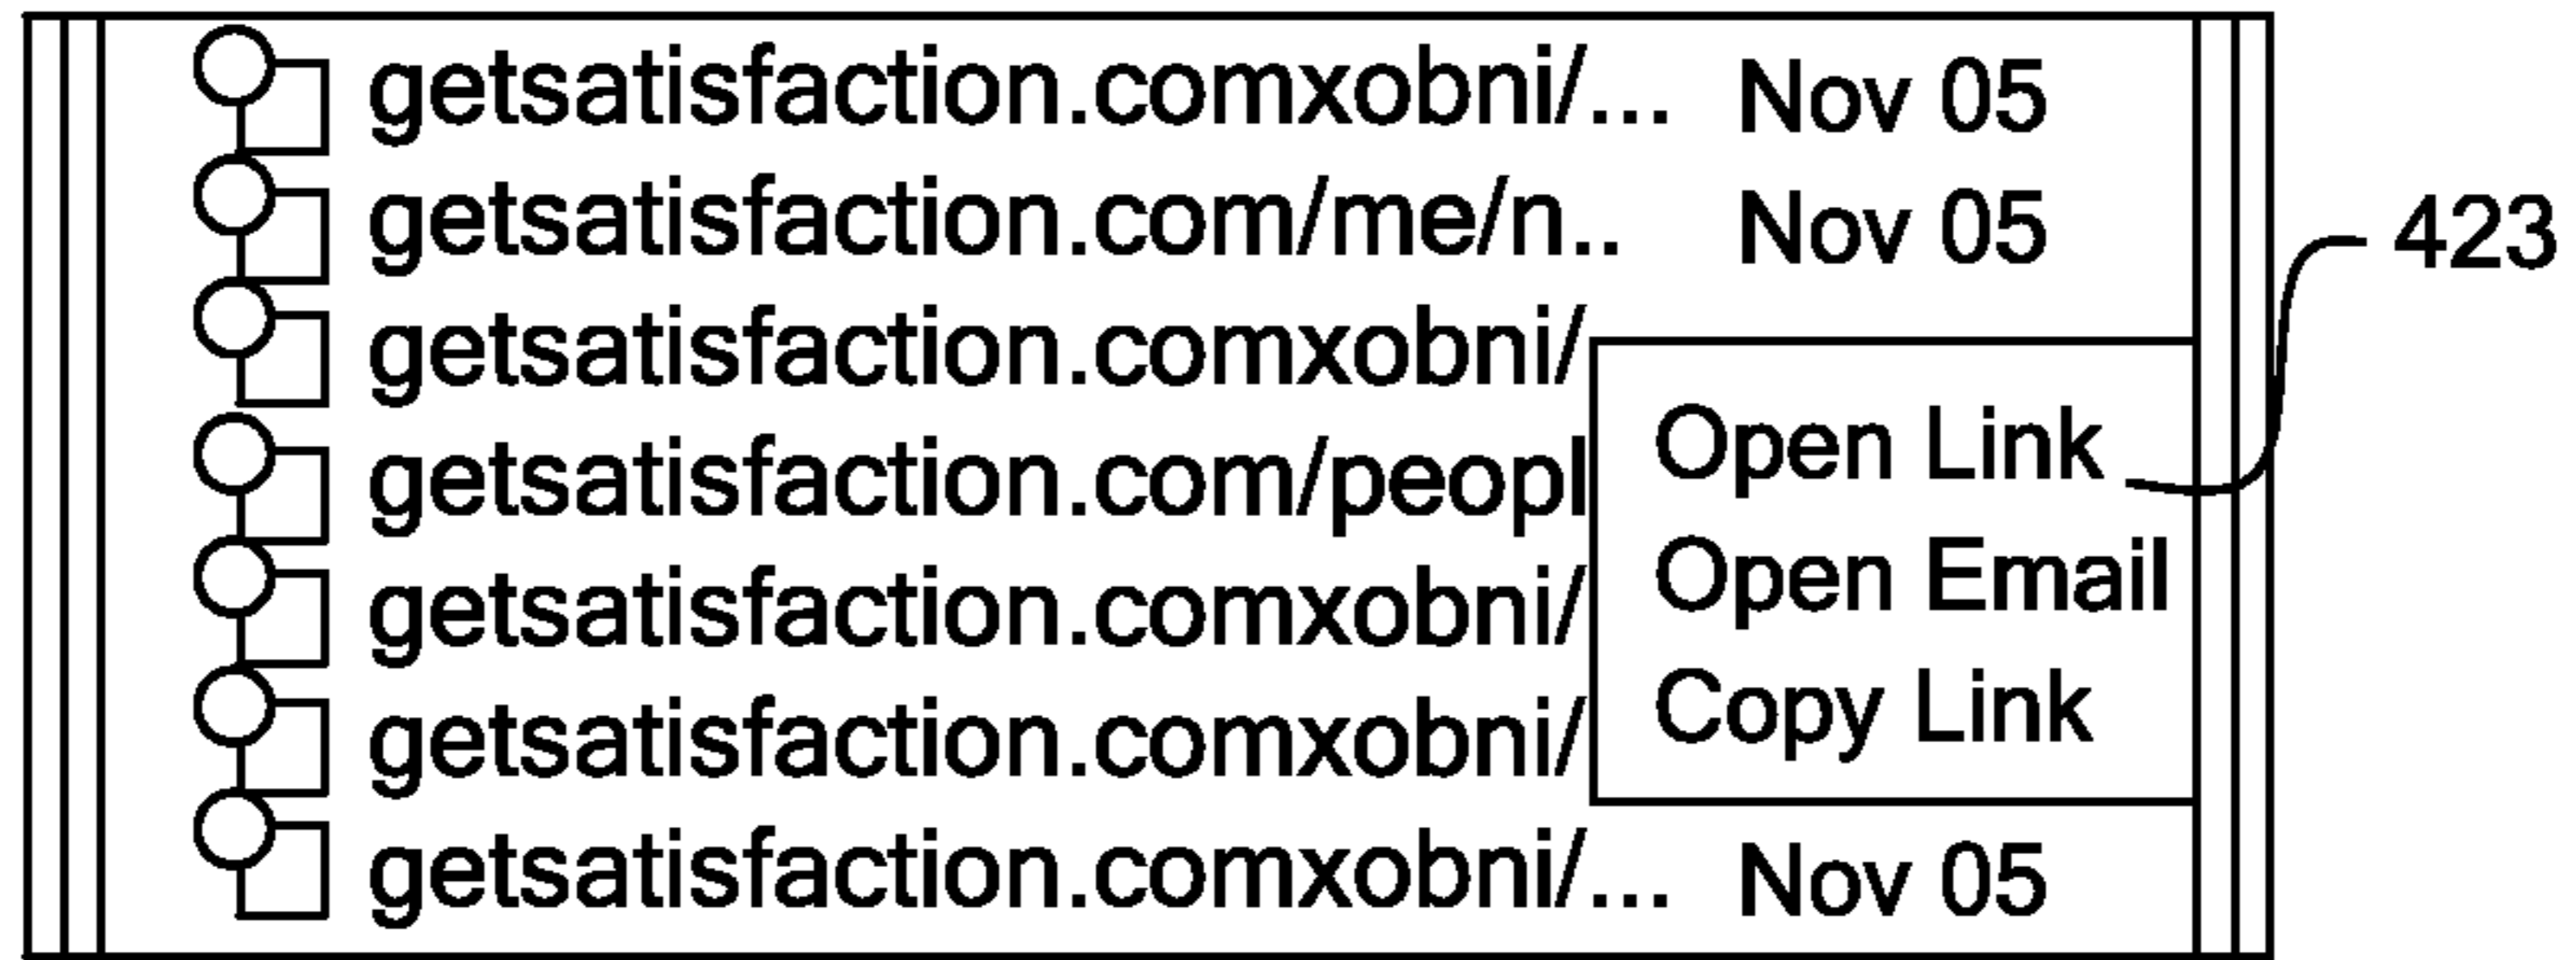 getsatisfaction.comxobni/... Nov 05
getsatisfaction.com/me/n.. Nov 05
423
getsatisfaction.comxobni/
getsatisfaction.com/peopl
getsatisfaction.comxobni/
getsatisfaction.comxobni/
Open Link
Open Email
Copy Link
getsatisfaction.comxobni/... Nov 05